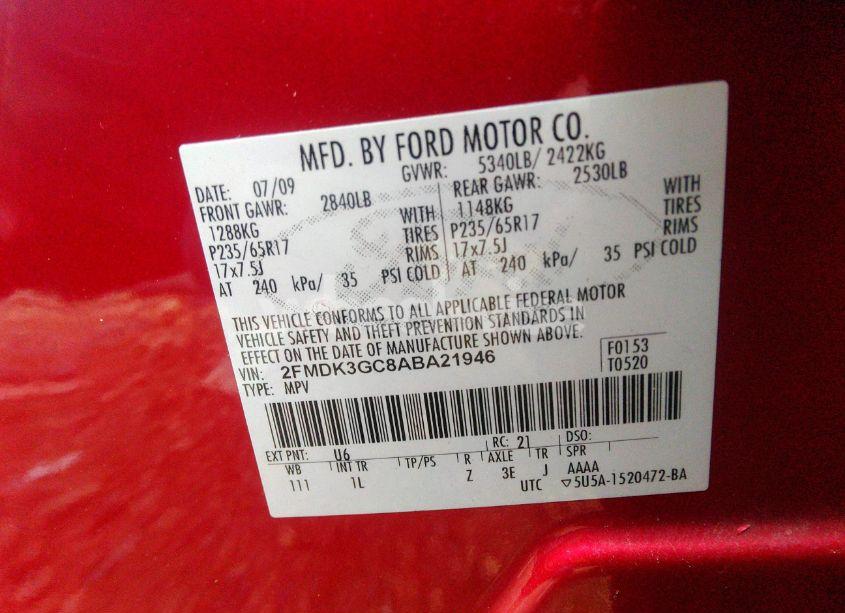 MFD. BY FORD MOTOR CO.
DATE: 07/09 GVWR: 5340LB/ 2422KG
FRONT GAWR: 2840LB REAR GAWR: 2530LB
1288KG WITH 1148KG WITH
P235/65R17 TIRES P235/65R17 TIRES
17x7.5J RIMS 17x7.5J RIMS
AT 240 kPa/ 35 PSI COLD AT 240 kPa/ 35 PSI COLD
THIS VEHICLE CONFORMS TO ALL APPLICABLE FEDERAL MOTOR
VEHICLE SAFETY AND THEFT PREVENTION STANDARDS IN
EFFECT ON THE DATE OF MANUFACTURE SHOWN ABOVE.
VIN: 2FMDK3GC8ABA21946 F0153
TYPE: MPV T0520
EXT PNT: U6 RC: 21 DSO:
WB INT TR TP/PS R AXLE TR SPR
111 1L Z 3E J AAAA
UTC ▽5U5A-1520472-BA